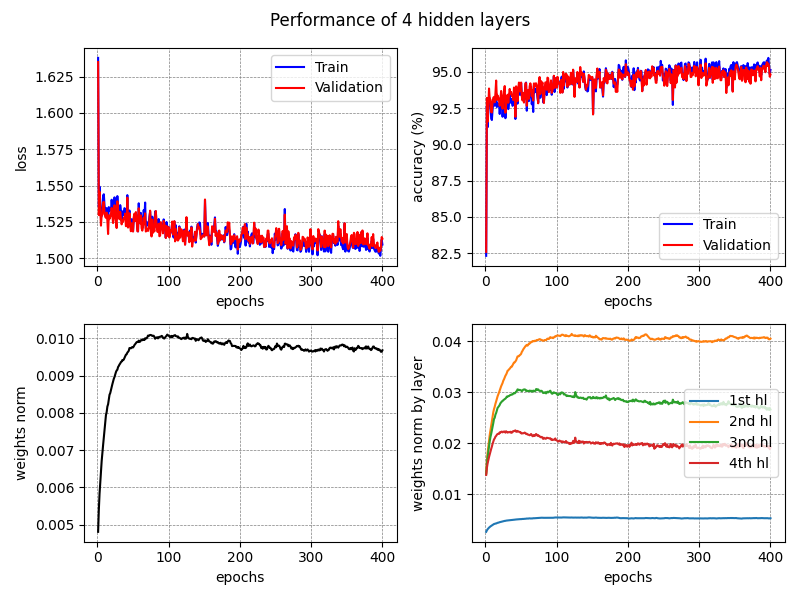 Performance of 4 hidden layers
1.625
1.600
1.575
1.550
1.525
1.500
loss
0
100
200
300
400
epochs
Train
Validation
95.0
92.5
90.0
87.5
85.0
82.5
accuracy (%)
0
100
200
300
400
epochs
Train
Validation
0.010
0.009
0.008
0.007
0.006
0.005
weights norm
0
100
200
300
400
epochs
0.04
0.03
0.02
0.01
weights norm by layer
0
100
200
300
400
epochs
1st hl
2nd hl
3nd hl
4th hl